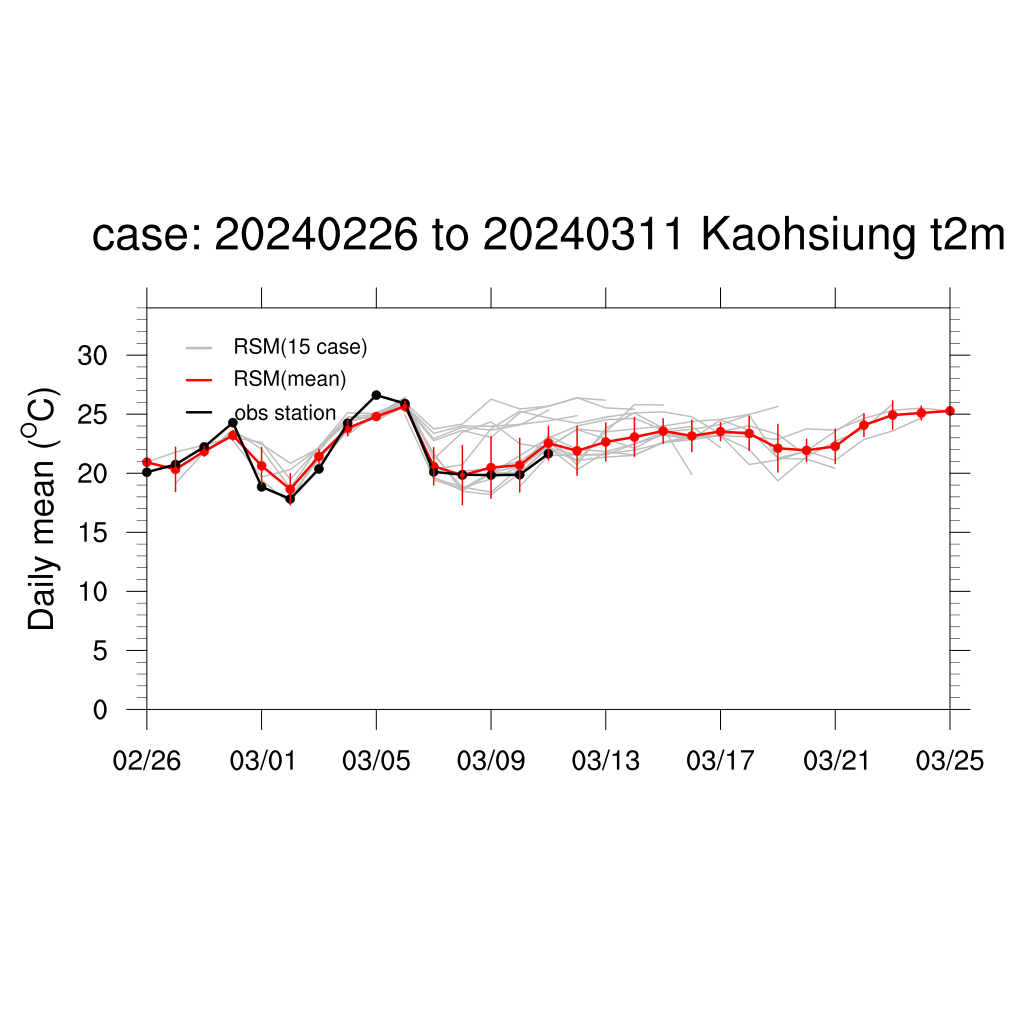 case: 20240226 to 20240311 Kaohsiung t2m
RSM(15 case)
RSM(mean)
obs station
Daily mean (°C)
30
25
20
15
10
5
0
02/26 03/01 03/05 03/09 03/13 03/17 03/21 03/25